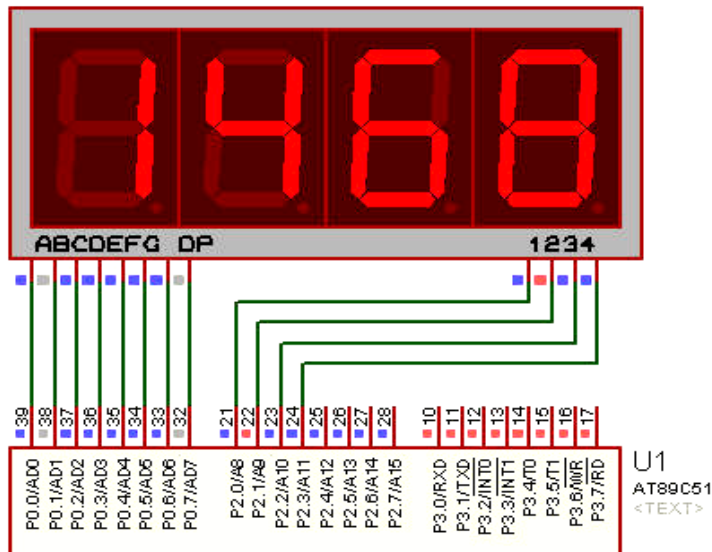 1468
ABCDEFG DP
1234
39
38
37
36
35
34
33
32
21
22
23
24
25
26
27
28
10
11
12
13
14
15
16
17
P0.0/AD0
P0.1/AD1
P0.2/AD2
P0.3/AD3
P0.4/AD4
P0.5/AD5
P0.6/AD6
P0.7/AD7
P2.0/A8
P2.1/A9
P2.2/A10
P2.3/A11
P2.4/A12
P2.5/A13
P2.6/A14
P2.7/A15
P3.0/RXD
P3.1/TXD
P3.2/INT0
P3.3/INT1
P3.4/T0
P3.5/T1
P3.6/WR
P3.7/RD
U1
AT89C51
<TEXT>